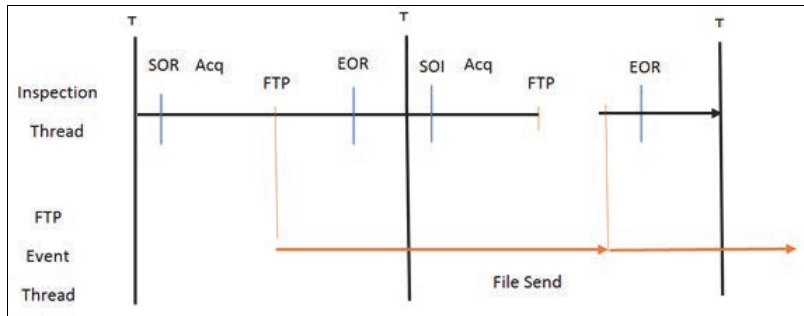 T T T
SOR Acq FTP EOR SOI Acq FTP EOR
Inspection
Thread
FTP
Event
Thread
File Send